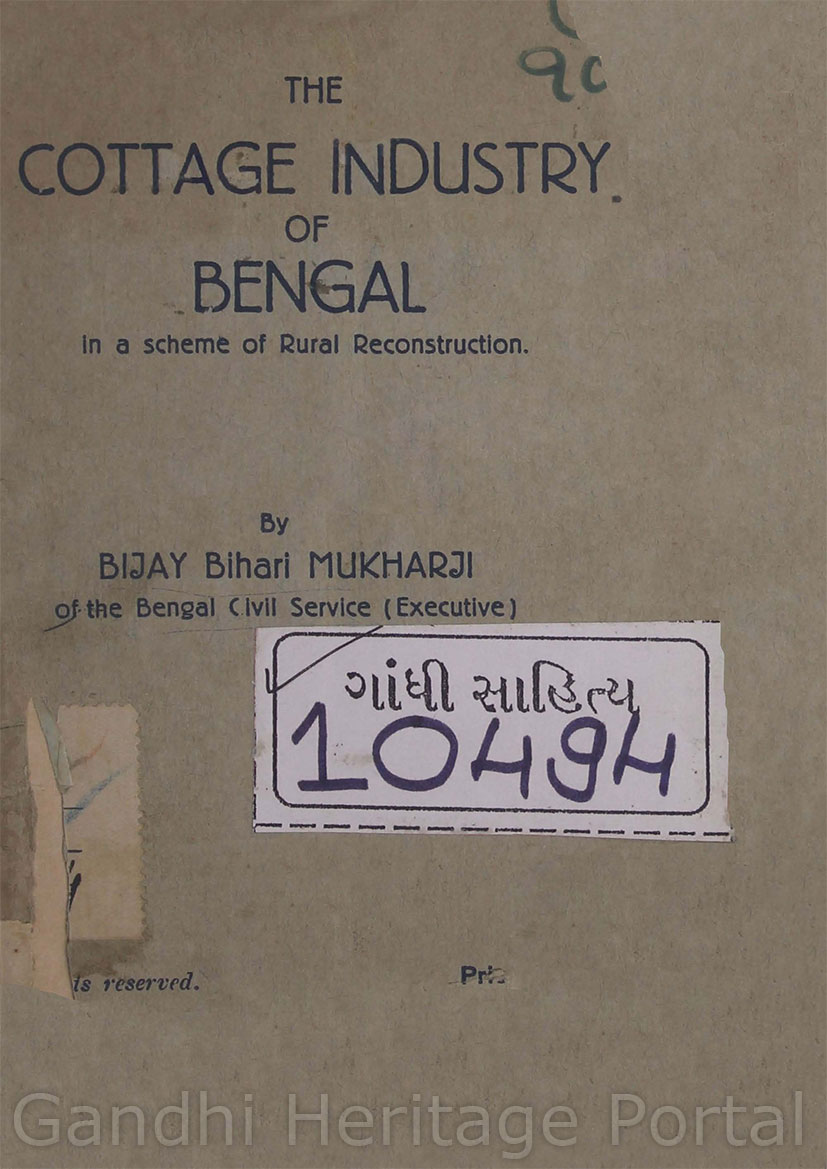 ૧૮
THE
COTTAGE INDUSTRY
OF
BENGAL
in a scheme of Rural Reconstruction.
By
BIJAY Bihari MUKHARJI
of the Bengal Civil Service (Executive)
ગાંધી સાહિત્ય
10494
is reserved.
Gandhi Heritage Portal